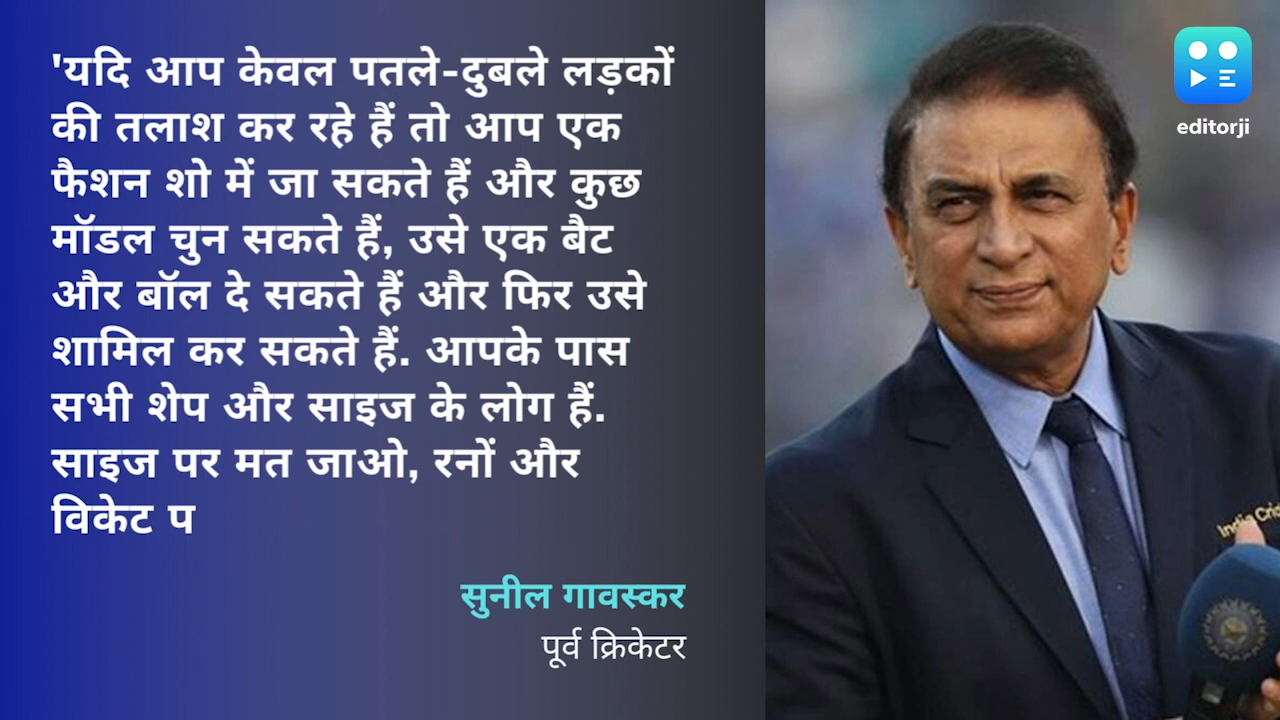 'यदि आप केवल पतले-दुबले लड़कों
की तलाश कर रहे हैं तो आप एक
फैशन शो में जा सकते हैं और कुछ
मॉडल चुन सकते हैं, उसे एक बैट
और बॉल दे सकते हैं और फिर उसे
शामिल कर सकते हैं. आपके पास
सभी शेप और साइज के लोग हैं.
साइज पर मत जाओ, रनों और
विकेट प
सुनील गावस्कर
पूर्व क्रिकेटर
editorji